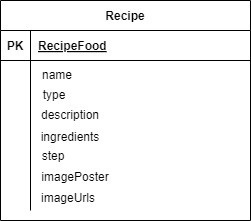 Recipe
PK RecipeFood
name
type
description
ingredients
step
imagePoster
imageUrls